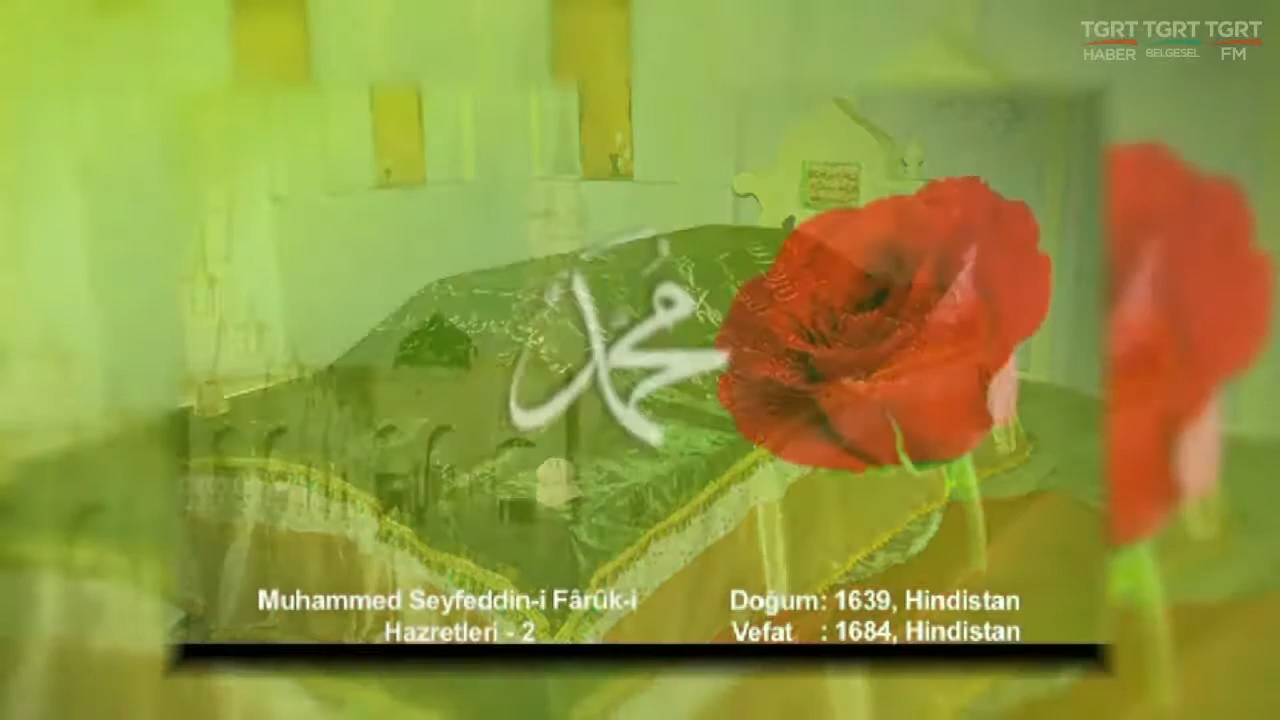 TGRT TGRT TGRT
HABER BELGESEL FM
محمد
Muhammed Seyfeddin-i Fârûk-i
Hazretleri - 2
Doğum: 1639, Hindistan
Vefat : 1684, Hindistan